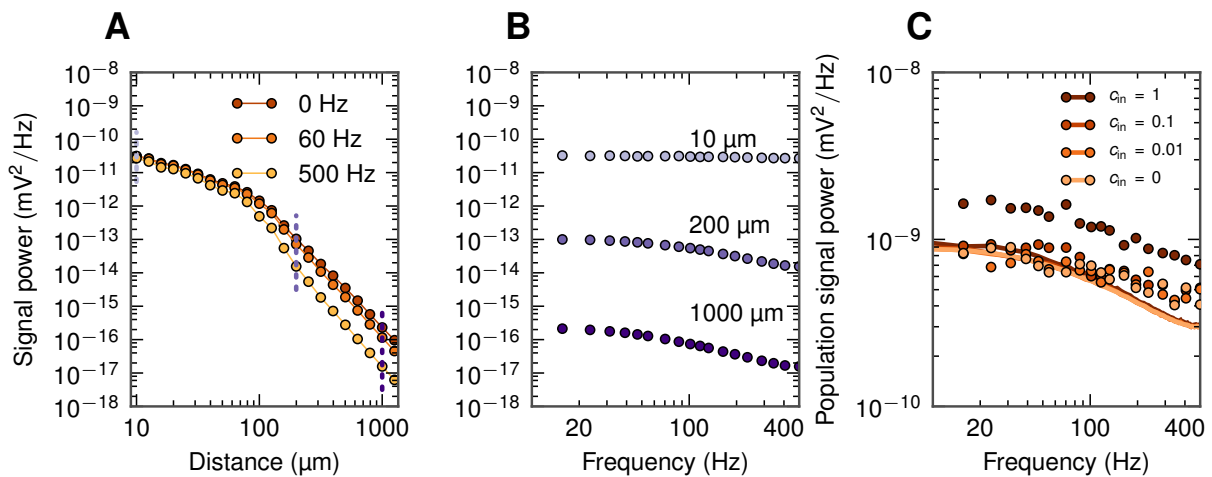 A
Signal power (mV²/Hz)
10⁻⁸
10⁻⁹
10⁻¹⁰
10⁻¹¹
10⁻¹²
10⁻¹³
10⁻¹⁴
10⁻¹⁵
10⁻¹⁶
10⁻¹⁷
10⁻¹⁸
0 Hz
60 Hz
500 Hz
10
100
1000
Distance (μm)
B
10⁻⁸
10⁻⁹
10⁻¹⁰
10⁻¹¹
10⁻¹²
10⁻¹³
10⁻¹⁴
10⁻¹⁵
10⁻¹⁶
10⁻¹⁷
10⁻¹⁸
10 μm
200 μm
1000 μm
20
100
400
Frequency (Hz)
C
Population signal power (mV²/Hz)
10⁻⁸
10⁻⁹
10⁻¹⁰
c_in = 1
c_in = 0.1
c_in = 0.01
c_in = 0
20
100
400
Frequency (Hz)